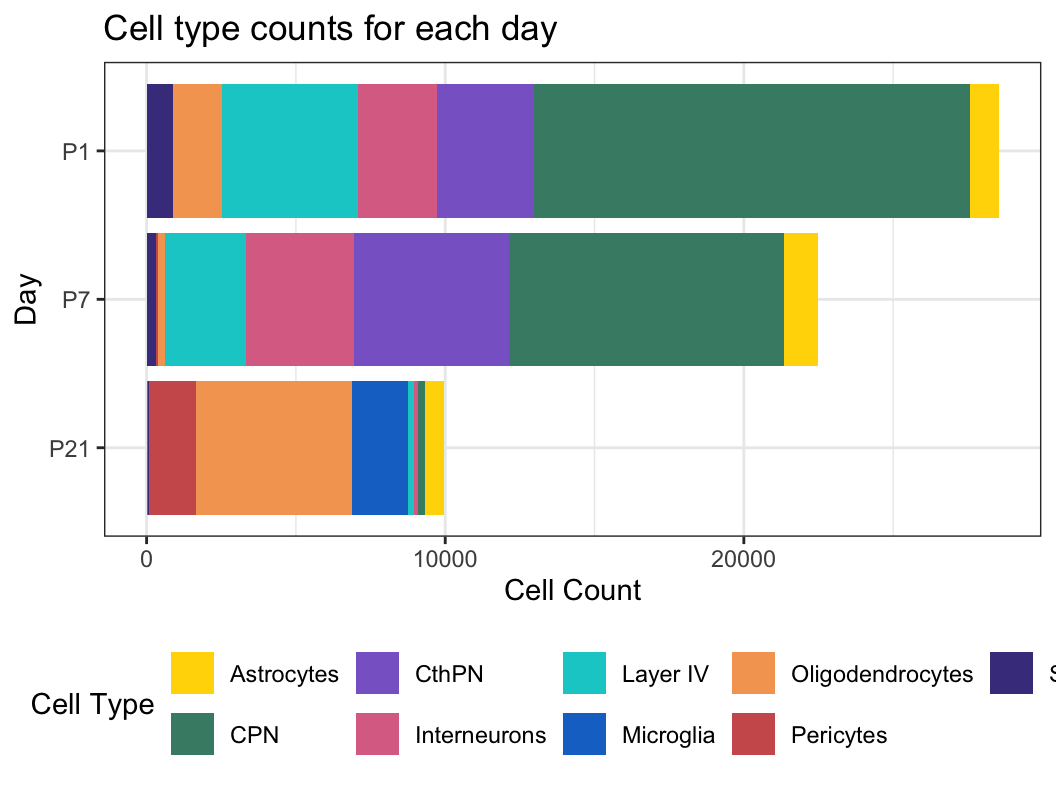 Cell type counts for each day
Day
P1
P7
P21
0 10000 20000
Cell Count
Cell Type
Astrocytes CthPN Layer IV Oligodendrocytes
CPN Interneurons Microglia Pericytes